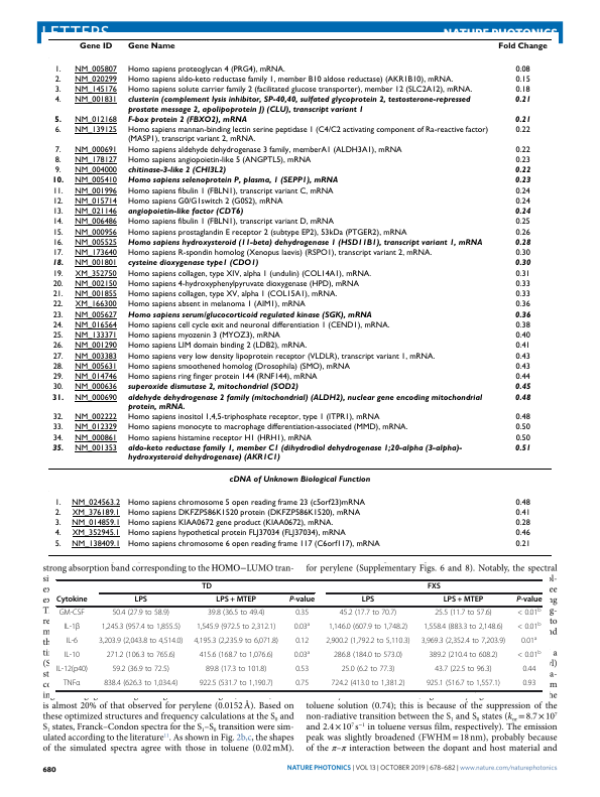 LETTERS NATURE PHOTONICS
Gene ID Gene Name Fold Change
1. NM_005807 Homo sapiens proteoglycan 4 (PRG4), mRNA. 0.08
2. NM_020299 Homo sapiens aldo-keto reductase family 1, member B10 aldose reductase) (AKR1B10), mRNA. 0.15
3. NM_145176 Homo sapiens solute carrier family 2 (facilitated glucose transporter), member 12 (SLC2A12), mRNA. 0.18
4. NM_001831 clusterin (complement lysis inhibitor, SP-40,40, sulfated glycoprotein 2, testosterone-repressed 0.21
prostate message 2, apolipoprotein J) (CLU), transcript variant 1
5. NM_012168 F-box protein 2 (FBXO2), mRNA 0.21
6. NM_139125 Homo sapiens mannan-binding lectin serine peptidase 1 (C4/C2 activating component of Ra-reactive factor) 0.22
(MASP1), transcript variant 2, mRNA.
7. NM_000691 Homo sapiens aldehyde dehydrogenase 3 family, memberA1 (ALDH3A1), mRNA 0.22
8. NM_178127 Homo sapiens angiopoietin-like 5 (ANGPTL5), mRNA 0.23
9. NM_004000 chitinase-3-like 2 (CHI3L2) 0.22
10. NM_005410 Homo sapiens selenoprotein P, plasma, 1 (SEPP1), mRNA 0.23
11. NM_001996 Homo sapiens fibulin 1 (FBLN1), transcript variant C, mRNA 0.24
12. NM_015714 Homo sapiens G0/G1switch 2 (G0S2), mRNA 0.24
13. NM_021146 angiopoietin-like factor (CDT6) 0.24
14. NM_006486 Homo sapiens fibulin 1 (FBLN1), transcript variant D, mRNA 0.25
15. NM_000956 Homo sapiens prostaglandin E receptor 2 (subtype EP2), 53kDa (PTGER2), mRNA 0.26
16. NM_005525 Homo sapiens hydroxysteroid (11-beta) dehydrogenase 1 (HSD11B1), transcript variant 1, mRNA 0.28
17. NM_173640 Homo sapiens R-spondin homolog (Xenopus laevis) (RSPO1), transcript variant 2, mRNA. 0.30
18. NM_001801 cysteine dioxygenase type1 (CDO1) 0.30
19. XM_352750 Homo sapiens collagen, type XIV, alpha 1 (undulin) (COL14A1), mRNA. 0.31
20. NM_002150 Homo sapiens 4-hydroxyphenylpyruvate dioxygenase (HPD), mRNA 0.33
21. NM_001855 Homo sapiens collagen, type XV, alpha 1 (COL15A1), mRNA. 0.33
22. XM_166300 Homo sapiens absent in melanoma 1 (AIM1), mRNA 0.36
23. NM_005627 Homo sapiens serum/glucocorticoid regulated kinase (SGK), mRNA 0.36
24. NM_016564 Homo sapiens cell cycle exit and neuronal differentiation 1 (CEND1), mRNA. 0.38
25. NM_133371 Homo sapiens myozenin 3 (MYOZ3), mRNA 0.40
26. NM_001290 Homo sapiens LIM domain binding 2 (LDB2), mRNA. 0.41
27. NM_003383 Homo sapiens very low density lipoprotein receptor (VLDLR), transcript variant 1, mRNA. 0.43
28. NM_005631 Homo sapiens smoothened homolog (Drosophila) (SMO), mRNA 0.43
29. NM_014746 Homo sapiens ring finger protein 144 (RNF144), mRNA 0.44
30. NM_000636 superoxide dismutase 2, mitochondrial (SOD2) 0.45
31. NM_000690 aldehyde dehydrogenase 2 family (mitochondrial) (ALDH2), nuclear gene encoding mitochondrial 0.48
protein, mRNA.
32. NM_002222 Homo sapiens inositol 1,4,5-triphosphate receptor, type 1 (ITPR1), mRNA 0.48
33. NM_012329 Homo sapiens monocyte to macrophage differentiation-associated (MMD), mRNA. 0.50
34. NM_000861 Homo sapiens histamine receptor H1 (HRH1), mRNA 0.50
35. NM_001353 aldo-keto reductase family 1, member C1 (dihydrodiol dehydrogenase 1;20-alpha (3-alpha)- 0.51
hydroxysteroid dehydrogenase) (AKR1C1)
cDNA of Unknown Biological Function
1. NM_024563.2 Homo sapiens chromosome 5 open reading frame 23 (c5orf23)mRNA 0.48
2. XM_376189.1 Homo sapiens DKFZP586K1520 protein (DKFZP586K1520), mRNA 0.41
3. NM_014859.1 Homo sapiens KIAA0672 gene product (KIAA0672), mRNA. 0.28
4. XM_352945.1 Homo sapiens hypothetical protein FLJ37034 (FLJ37034), mRNA 0.46
5. NM_138409.1 Homo sapiens chromosome 6 open reading frame 117 (C6orf117), mRNA 0.21
strong absorption band corresponding to the HOMO–LUMO tran-
for perylene (Supplementary Figs. 6 and 8). Notably, the spectral
TD FXS
Cytokine LPS LPS + MTEP P-value LPS LPS + MTEP P-value
GM-CSF 50.4 (27.9 to 58.9) 39.8 (36.5 to 49.4) 0.35 45.2 (17.7 to 70.7) 25.5 (11.7 to 57.6) < 0.01b
IL-1β 1,245.3 (957.4 to 1,855.5) 1,545.9 (972.5 to 2,312.1) 0.03a 1,146.0 (607.9 to 1,748.2) 1,558.4 (883.3 to 2,148.6) < 0.01b
IL-6 3,203.9 (2,043.8 to 4,514.0) 4,195.3 (2,235.9 to 6,071.8) 0.12 2,900.2 (1,792.2 to 5,110.3) 3,969.3 (2,352.4 to 7,203.9) 0.01a
IL-10 271.2 (106.3 to 765.6) 415.6 (168.7 to 1,076.6) 0.03a 286.8 (184.0 to 573.0) 389.2 (210.4 to 608.2) < 0.01b
IL-12(p40) 59.2 (36.9 to 72.5) 89.8 (17.3 to 101.8) 0.53 25.0 (6.2 to 77.3) 43.7 (22.5 to 96.3) 0.44
TNFα 838.4 (626.3 to 1,034.4) 922.5 (531.7 to 1,190.7) 0.75 724.2 (413.0 to 1,381.2) 925.1 (516.7 to 1,557.1) 0.93
is almost 20% of that observed for perylene (0.0152 Å). Based on
these optimized structures and frequency calculations at the S0 and
S1 states, Franck–Condon spectra for the S1–S0 transition were sim-
ulated according to the literature. As shown in Fig. 2b,c, the shapes
of the simulated spectra agree with those in toluene (0.02 mM).
toluene solution (0.74); this is because of the suppression of the
non-radiative transition between the S1 and S0 states (knr = 8.7 × 10⁷
and 2.4 × 10⁷ s⁻¹ in toluene versus film, respectively). The emission
peak was slightly broadened (FWHM = 18 nm), probably because
of the π–π interaction between the dopant and host material and
680 NATURE PHOTONICS | VOL 13 | OCTOBER 2019 | 678–682 | www.nature.com/naturephotonics